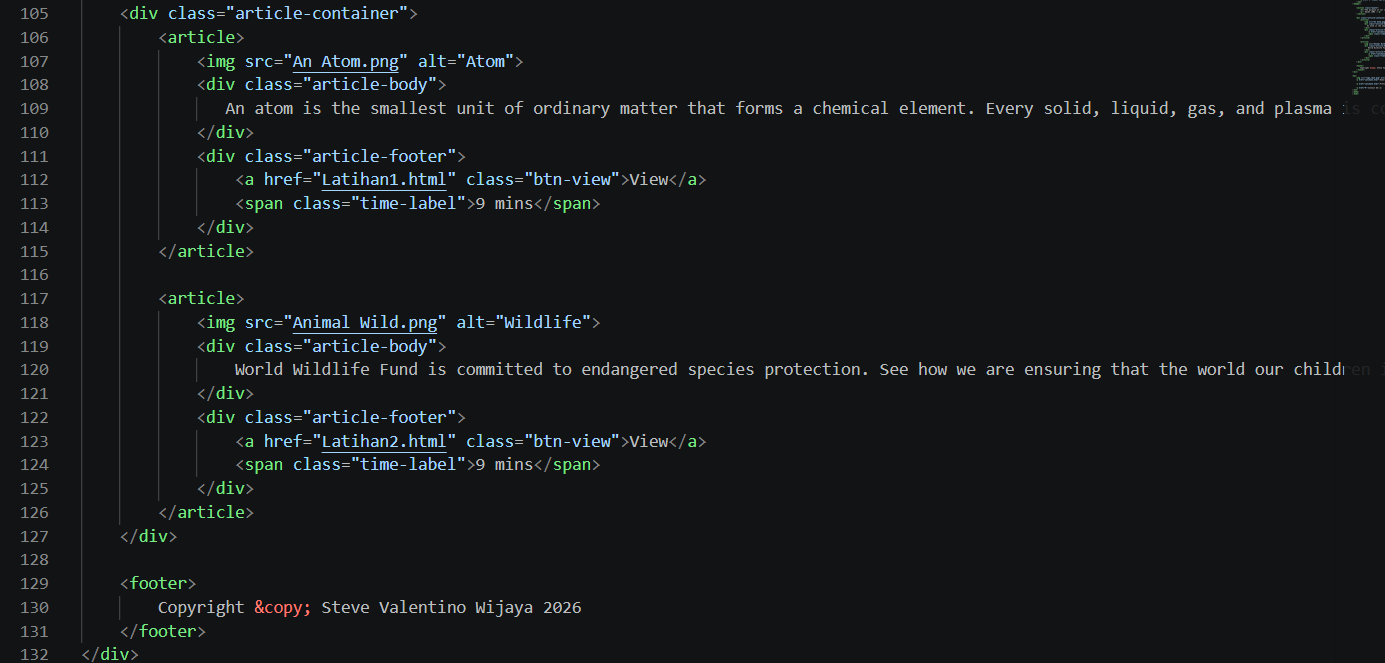 105 <div class="article-container">
106 <article>
107 <img src="An Atom.png" alt="Atom">
108 <div class="article-body">
109 An atom is the smallest unit of ordinary matter that forms a chemical element. Every solid, liquid, gas, and plasma is
110 </div>
111 <div class="article-footer">
112 <a href="Latihan1.html" class="btn-view">View</a>
113 <span class="time-label">9 mins</span>
114 </div>
115 </article>
116
117 <article>
118 <img src="Animal Wild.png" alt="Wildlife">
119 <div class="article-body">
120 World Wildlife Fund is committed to endangered species protection. See how we are ensuring that the world our children
121 </div>
122 <div class="article-footer">
123 <a href="Latihan2.html" class="btn-view">View</a>
124 <span class="time-label">9 mins</span>
125 </div>
126 </article>
127 </div>
128
129 <footer>
130 Copyright &copy; Steve Valentino Wijaya 2026
131 </footer>
132 </div>